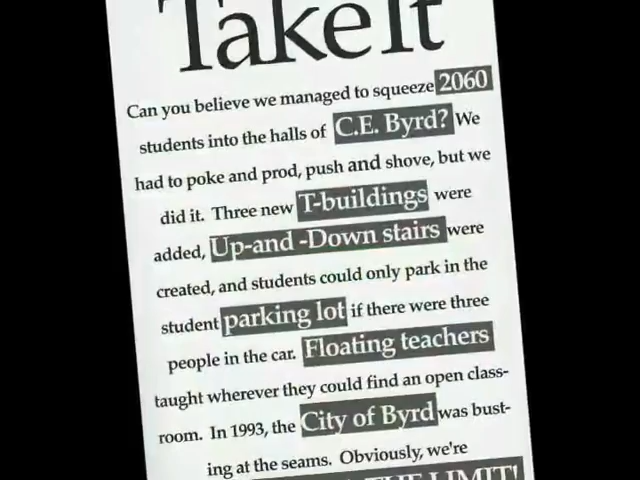 Take It
Can you believe we managed to squeeze 2060
students into the halls of C.E. Byrd? We
had to poke and prod, push and shove, but we
did it. Three new T-buildings were
added, Up-and -Down stairs were
created, and students could only park in the
student parking lot if there were three
people in the car. Floating teachers
taught wherever they could find an open class-
room. In 1993, the City of Byrd was bust-
ing at the seams. Obviously, we're
THE LIMIT!